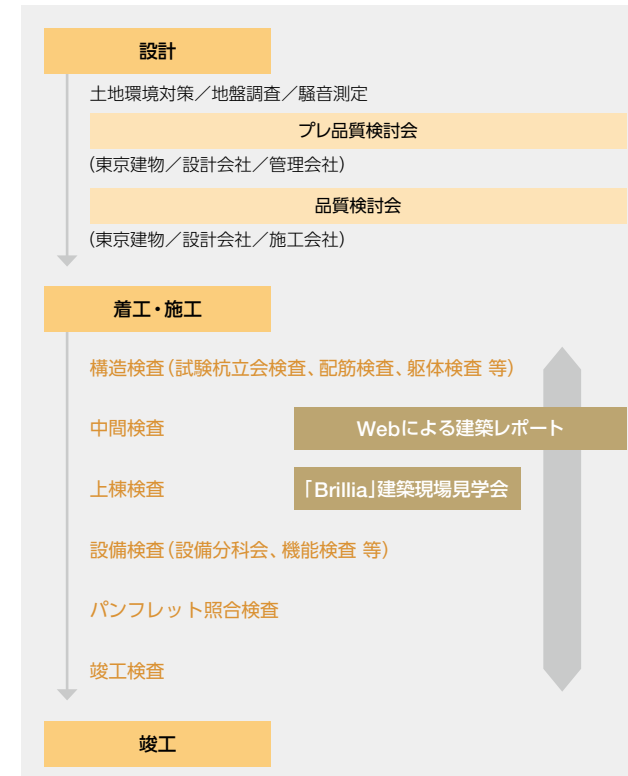 設計
土地環境対策／地盤調査／騒音測定
プレ品質検討会
(東京建物／設計会社／管理会社)
品質検討会
(東京建物／設計会社／施工会社)
着工・施工
構造検査(試験杭立会検査、配筋検査、躯体検査 等)
中間検査
Webによる建築レポート
上棟検査
「Brillia」建築現場見学会
設備検査(設備分科会、機能検査 等)
パンフレット照合検査
竣工検査
竣工